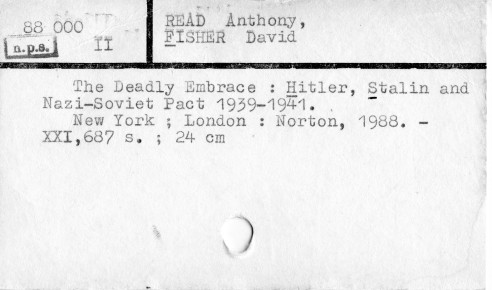 88 000
n.p.s.
II
READ Anthony,
FISHER David
The Deadly Embrace : Hitler, Stalin and
Nazi-Soviet Pact 1939-1941.
New York ; London : Norton, 1988. -
XXI,687 s. ; 24 cm